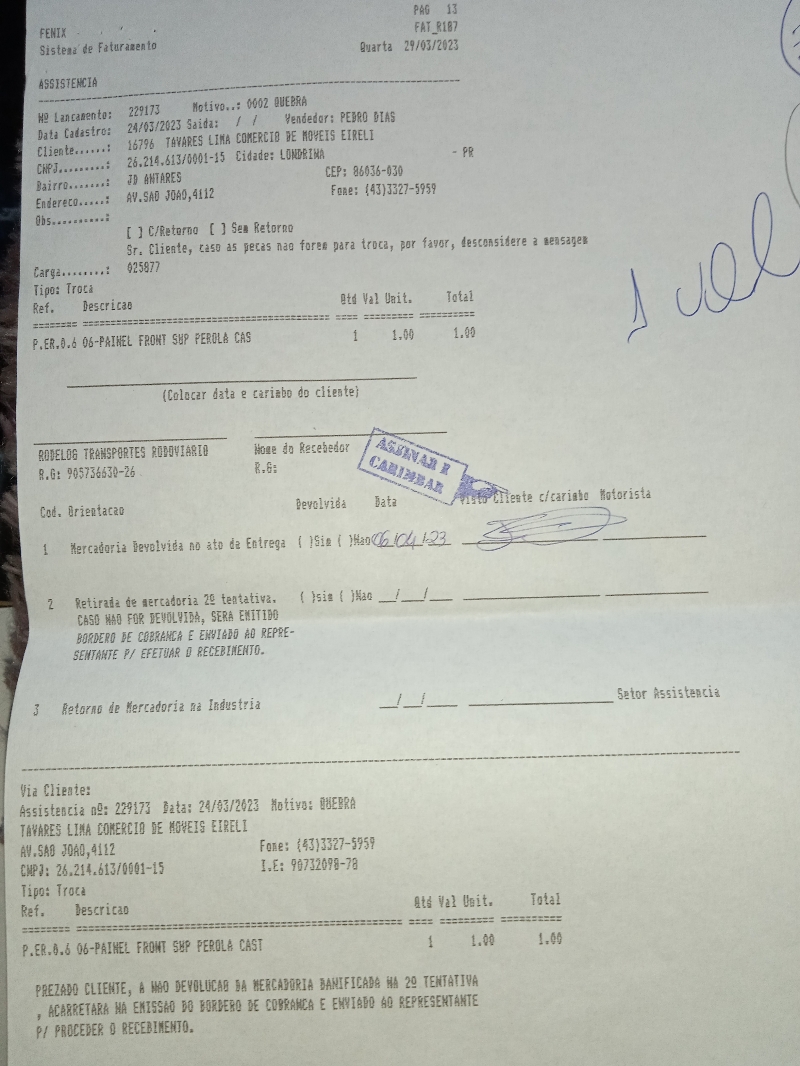 PAG 13
FENIX
FAT_R187
Sistema de Faturamento Quarta 29/03/2023
ASSISTENCIA
Nº Lancamento: 229173 Motivo..: 0002 QUEBRA
Data Cadastro: 24/03/2023 Saida: / / Vendedor: PEDRO DIAS
Cliente......: 16796 TAVARES LIMA COMERCIO DE MOVEIS EIRELI
CNPJ.........: 26.214.613/0001-15 Cidade: LONDRINA - PR
Bairro.......: JD ANTARES CEP: 86036-030
Endereco.....: AV.SAO JOAO,4112 Fone: (43)3327-5959
Obs..........:
[ ] C/Retorno [ ] Sem Retorno
Sr. Cliente, caso as pecas nao forem para troca, por favor, desconsidere a mensagem
Carga........: 025877
Tipo: Troca
Ref. Descricao Qtd Val Unit. Total
P.ER.0.6 06-PAINEL FRONT SUP PEROLA CAS 1 1.00 1.00
1 vol
(Colocar data e carimbo do cliente)
RODELOG TRANSPORTES RODOVIARIO Nome do Recebedor
R.G: 905736630-26 R.G:
ASSINAR E
CARIMBAR
Cod. Orientacao Devolvida Data Visto Cliente c/carimbo Motorista
1 Mercadoria Devolvida no ato da Entrega ( )Sim ( )Nao 06/04/23
2 Retirada de mercadoria 2º tentativa. ( )sim ( )Nao __/__/__
CASO NAO FOR DEVOLVIDA, SERA EMITIDO
BORDERO DE COBRANCA E ENVIADO AO REPRE-
SENTANTE P/ EFETUAR O RECEBIMENTO.
3 Retorno de Mercadoria na Industria __/__/__ Setor Assistencia
Via Cliente:
Assistencia nº: 229173 Data: 24/03/2023 Motivo: QUEBRA
TAVARES LIMA COMERCIO DE MOVEIS EIRELI
AV.SAO JOAO,4112 Fone: (43)3327-5959
CNPJ: 26.214.613/0001-15 I.E: 90732098-78
Tipo: Troca
Ref. Descricao Qtd Val Unit. Total
P.ER.0.6 06-PAINEL FRONT SUP PEROLA CAST 1 1.00 1.00
PREZADO CLIENTE, A NAO DEVOLUCAO DA MERCADORIA DANIFICADA NA 2º TENTATIVA
, ACARRETARA NA EMISSAO DO BORDERO DE COBRANCA E ENVIADO AO REPRESENTANTE
P/ PROCEDER O RECEBIMENTO.